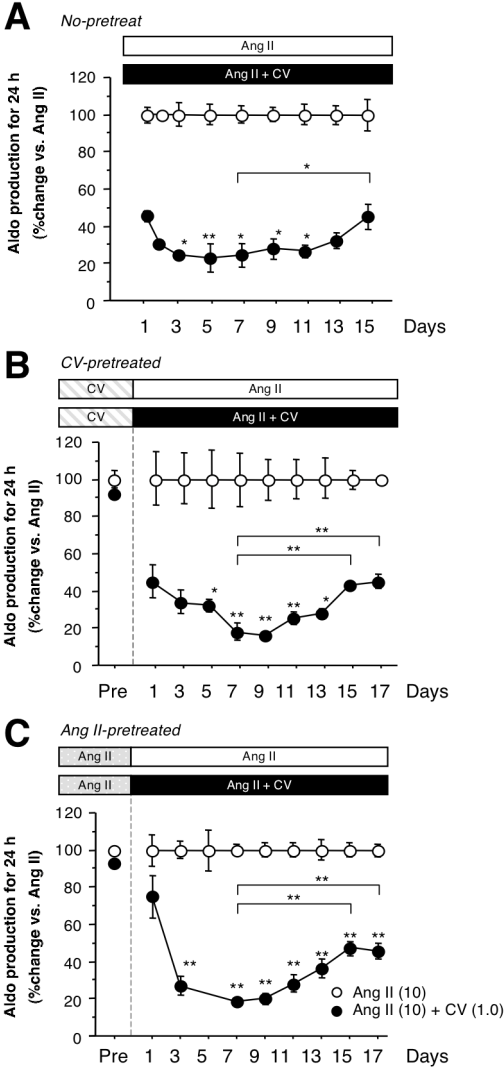 A
No-pretreat
Ang II
Ang II + CV
Aldo production for 24 h
(%change vs. Ang II)
120
100
80
60
40
20
0
*
* ** * * *
1 3 5 7 9 11 13 15 Days
B
CV-pretreated
CV Ang II
CV Ang II + CV
Aldo production for 24 h
(%change vs. Ang II)
120
100
80
60
40
20
0
**
**
* ** ** ** *
Pre 1 3 5 7 9 11 13 15 17 Days
C
Ang II-pretreated
Ang II Ang II
Ang II Ang II + CV
Aldo production for 24 h
(%change vs. Ang II)
120
100
80
60
40
20
0
**
**
** ** ** ** ** ** **
Ang II (10)
Ang II (10) + CV (1.0)
Pre 1 3 5 7 9 11 13 15 17 Days